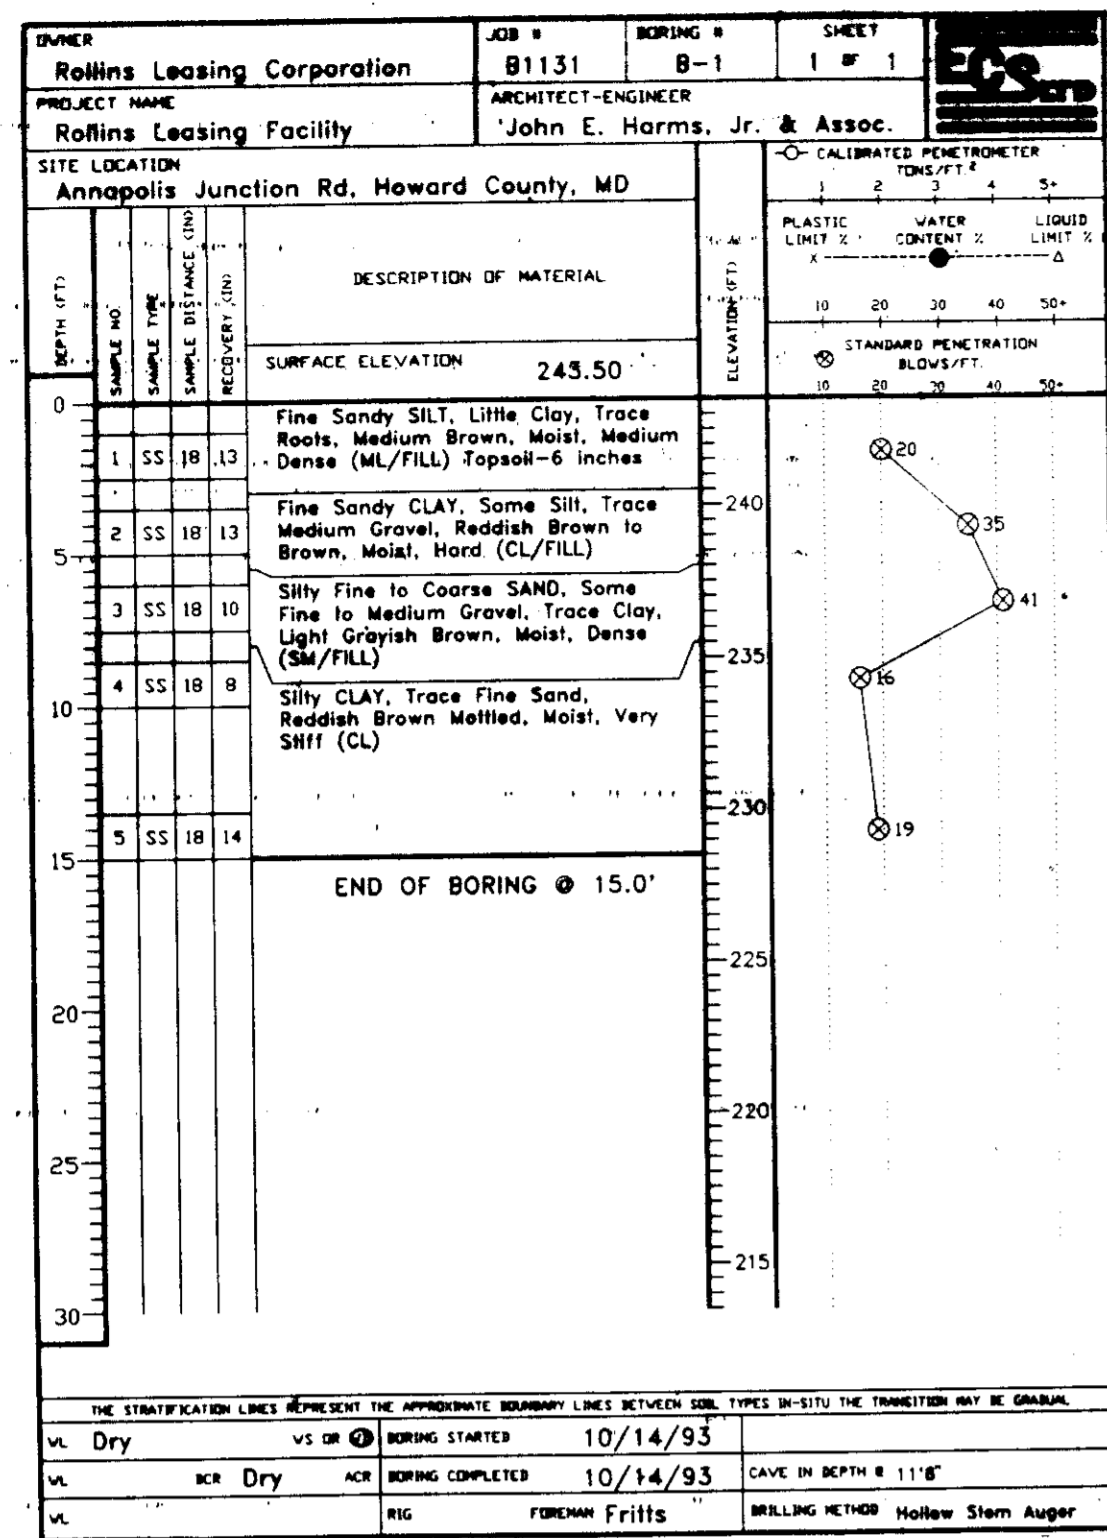 OWNER
Rollins Leasing Corporation
JOB #
81131
BORING #
B-1
SHEET
1 OF 1
ECS LTD
PROJECT NAME
Rollins Leasing Facility
ARCHITECT-ENGINEER
John E. Harms, Jr. & Assoc.
SITE LOCATION
Annapolis Junction Rd, Howard County, MD
CALIBRATED PENETROMETER
TONS/FT.²
1 2 3 4 5+
PLASTIC WATER LIQUID
LIMIT % CONTENT % LIMIT %
X Δ
10 20 30 40 50+
STANDARD PENETRATION
BLOWS/FT.
10 20 30 40 50+
DEPTH (FT)
SAMPLE NO.
SAMPLE TYPE
SAMPLE DISTANCE (IN)
RECOVERY (IN)
DESCRIPTION OF MATERIAL
SURFACE ELEVATION 243.50
ELEVATION (FT)
0
Fine Sandy SILT, Little Clay, Trace
Roots, Medium Brown, Moist, Medium
1 SS 18 13 Dense (ML/FILL) Topsoil-6 inches
20
Fine Sandy CLAY, Some Silt, Trace
240
2 SS 18 13 Medium Gravel, Reddish Brown to
35
Brown, Moist, Hard (CL/FILL)
5
Silty Fine to Coarse SAND, Some
3 SS 18 10 Fine to Medium Gravel, Trace Clay,
41
Light Grayish Brown, Moist, Dense
(SM/FILL)
235
4 SS 18 8 Silty CLAY, Trace Fine Sand,
16
10 Reddish Brown Mottled, Moist, Very
Stiff (CL)
230
5 SS 18 14
19
15
END OF BORING @ 15.0'
225
20
220
25
215
30
THE STRATIFICATION LINES REPRESENT THE APPROXIMATE BOUNDARY LINES BETWEEN SOIL TYPES IN-SITU THE TRANSITION MAY BE GRADUAL
WL Dry WS OR BORING STARTED 10/14/93
WL BCR Dry ACR BORING COMPLETED 10/14/93 CAVE IN DEPTH @
WL RIG FOREMAN Fritts DRILLING METHOD Hollow Stem Auger